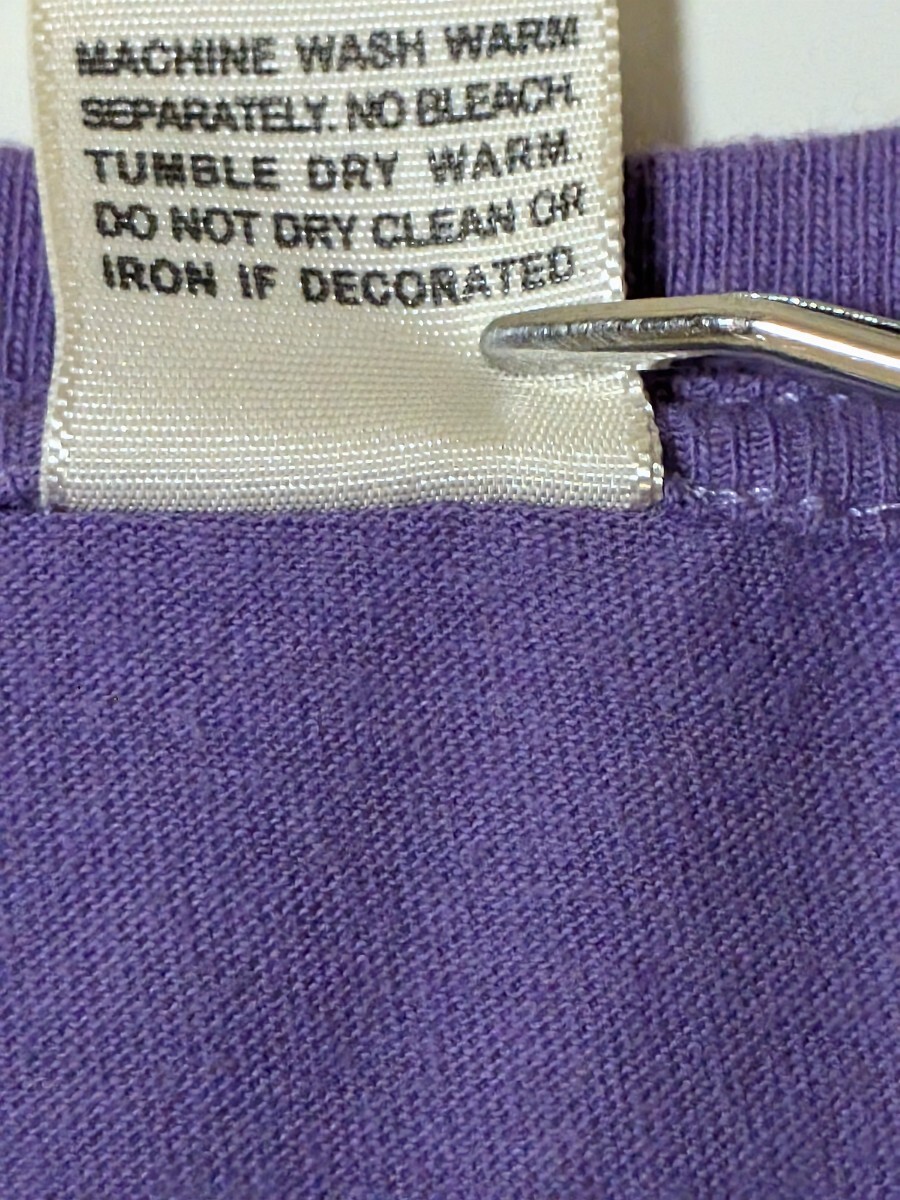 MACHINE WASH WARM
SEPARATELY. NO BLEACH.
TUMBLE DRY WARM.
DO NOT DRY CLEAN OR
IRON IF DECORATED